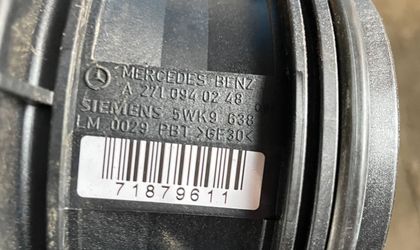 MERCEDES-BENZ
A 271 094 02 48
SIEMENS 5WK9 638
LM 0029 PBT >GF30<
71879611